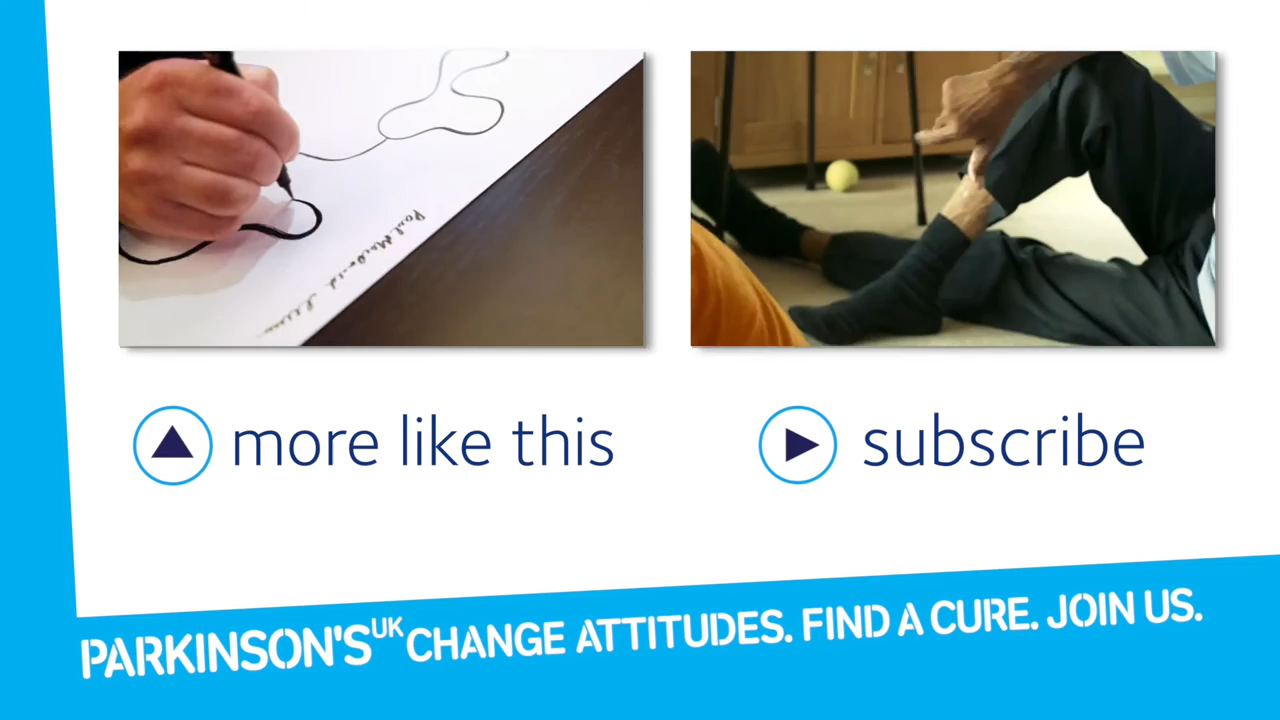 more like this
subscribe
PARKINSON'S UK CHANGE ATTITUDES. FIND A CURE. JOIN US.